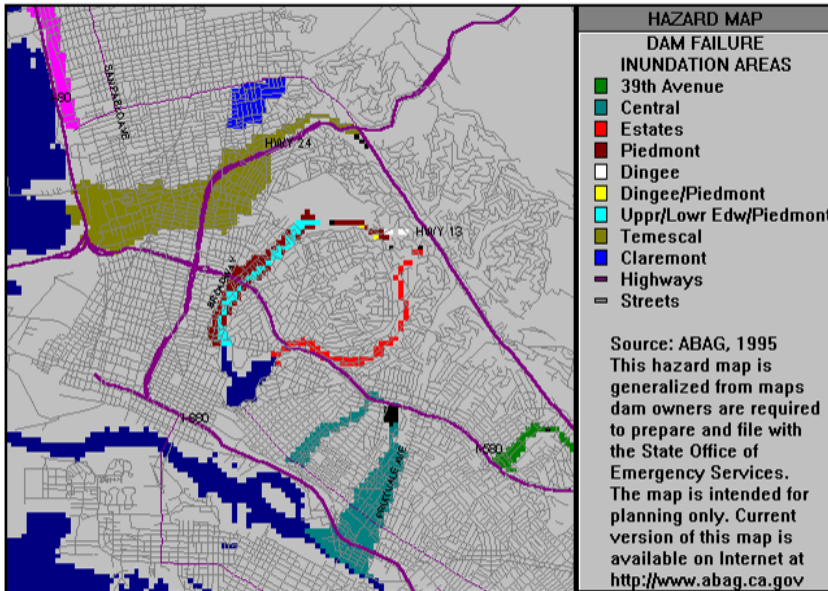 HAZARD MAP
DAM FAILURE
INUNDATION AREAS
39th Avenue
Central
Estates
Piedmont
Dingee
Dingee/Piedmont
Uppr/Lowr Edw/Piedmont
Temescal
Claremont
Highways
Streets
Source: ABAG, 1995
This hazard map is
generalized from maps
dam owners are required
to prepare and file with
the State Office of
Emergency Services.
The map is intended for
planning only. Current
version of this map is
available on Internet at
http://www.abag.ca.gov
I-80
SAN PABLO AVE
HWY 24
HWY 13
BROADWAY
I-880
I-580
FRUITVALE AVE